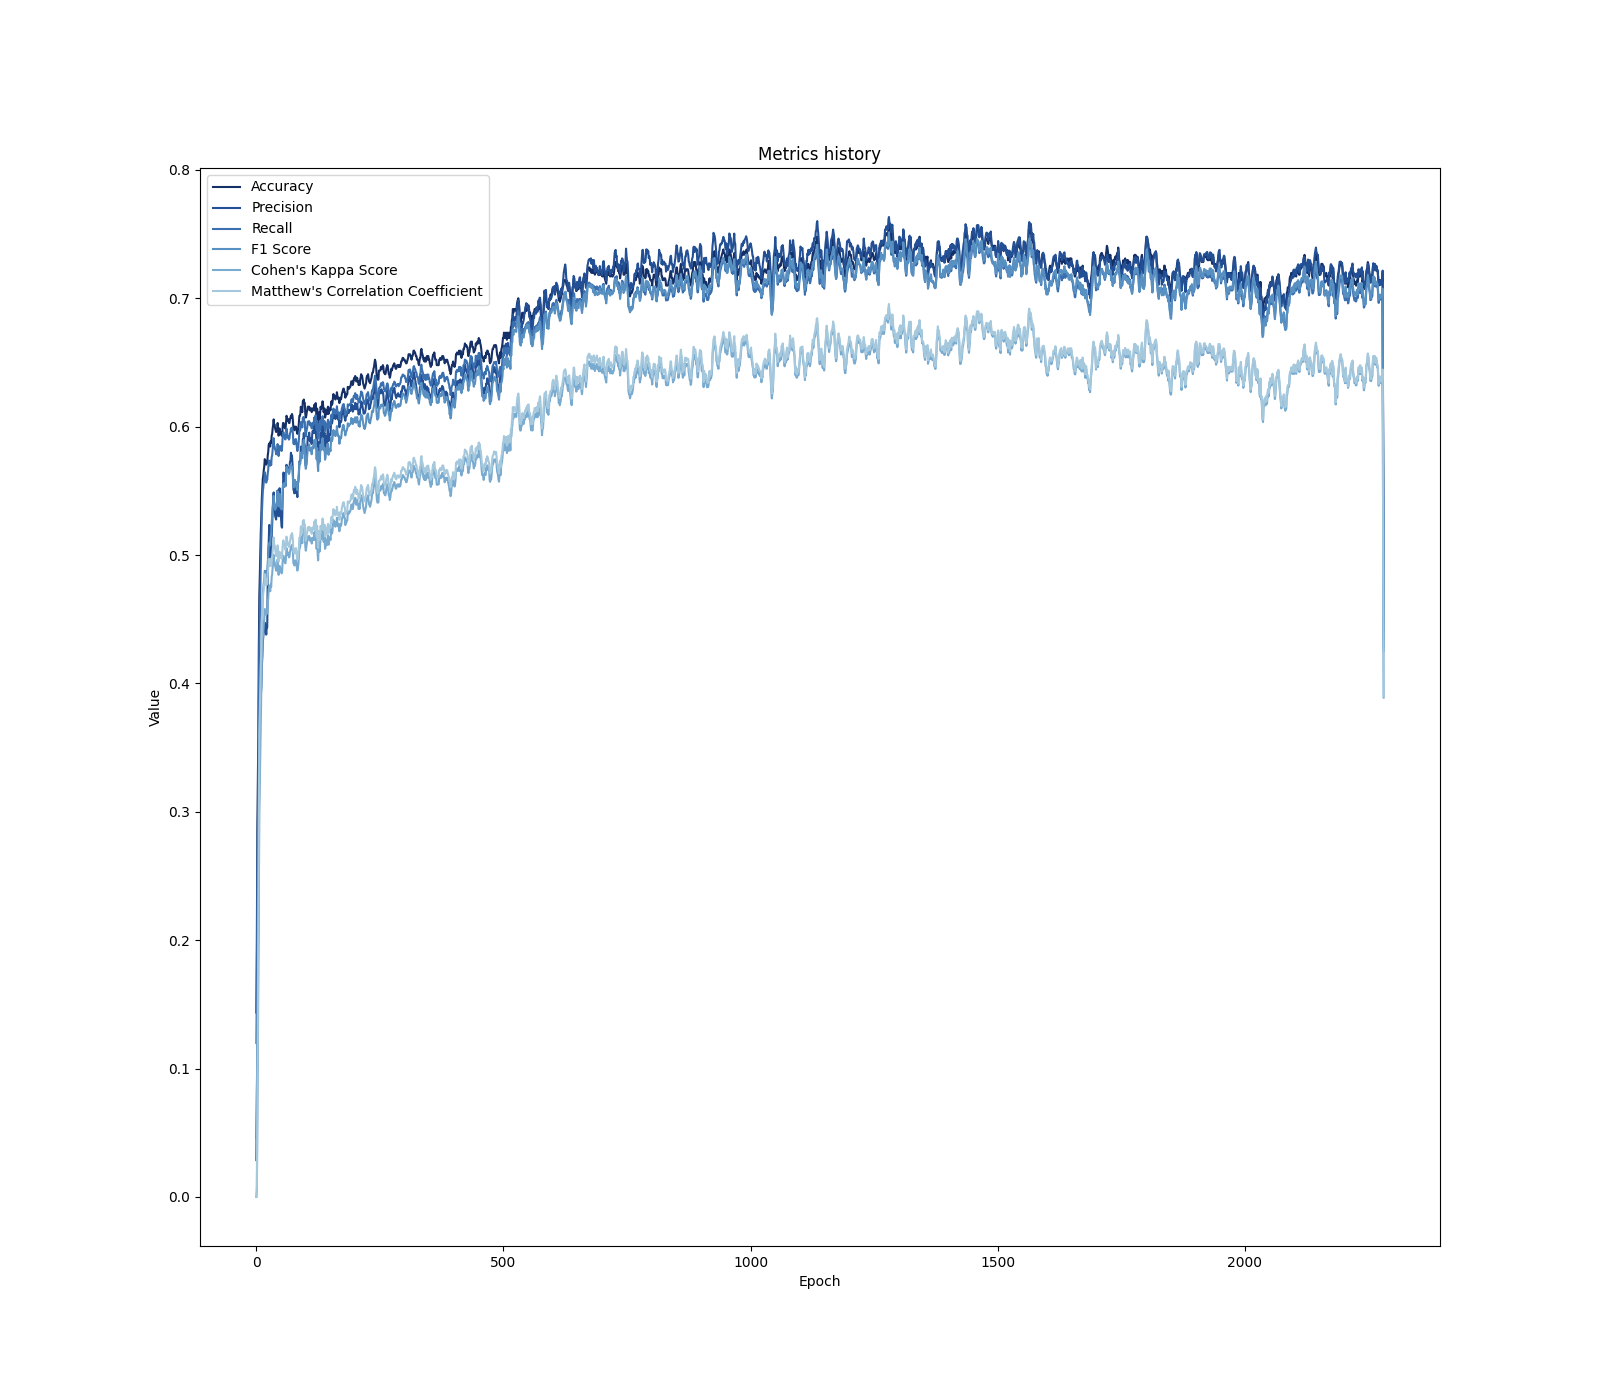 Metrics history
Accuracy
Precision
Recall
F1 Score
Cohen's Kappa Score
Matthew's Correlation Coefficient
0.8
0.7
0.6
0.5
0.4
0.3
0.2
0.1
0.0
Value
0 500 1000 1500 2000
Epoch